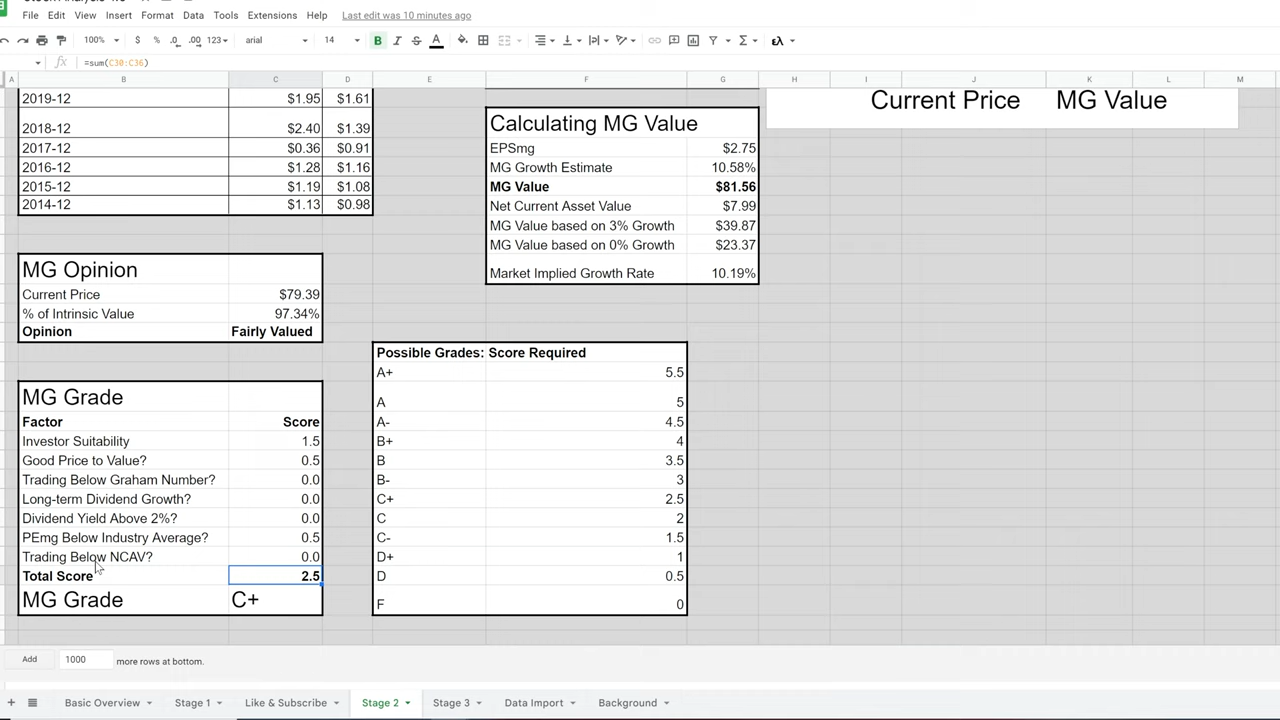 File Edit View Insert Format Data Tools Extensions Help Last edit was 10 minutes ago
100% $ % .0 .00 123 arial 14 B I S A
fx =sum(C30:C36)
A B C D E F G H I J K L M
2019-12 $1.95 $1.61
2018-12 $2.40 $1.39
2017-12 $0.36 $0.91
2016-12 $1.28 $1.16
2015-12 $1.19 $1.08
2014-12 $1.13 $0.98
Calculating MG Value
EPSmg $2.75
MG Growth Estimate 10.58%
MG Value $81.56
Net Current Asset Value $7.99
MG Value based on 3% Growth $39.87
MG Value based on 0% Growth $23.37
Market Implied Growth Rate 10.19%
Current Price MG Value
MG Opinion
Current Price $79.39
% of Intrinsic Value 97.34%
Opinion Fairly Valued
MG Grade
Factor Score
Investor Suitability 1.5
Good Price to Value? 0.5
Trading Below Graham Number? 0.0
Long-term Dividend Growth? 0.0
Dividend Yield Above 2%? 0.0
PEmg Below Industry Average? 0.5
Trading Below NCAV? 0.0
Total Score 2.5
MG Grade C+
Possible Grades: Score Required
A+ 5.5
A 5
A- 4.5
B+ 4
B 3.5
B- 3
C+ 2.5
C 2
C- 1.5
D+ 1
D 0.5
F 0
Add 1000 more rows at bottom.
Basic Overview Stage 1 Like & Subscribe Stage 2 Stage 3 Data Import Background